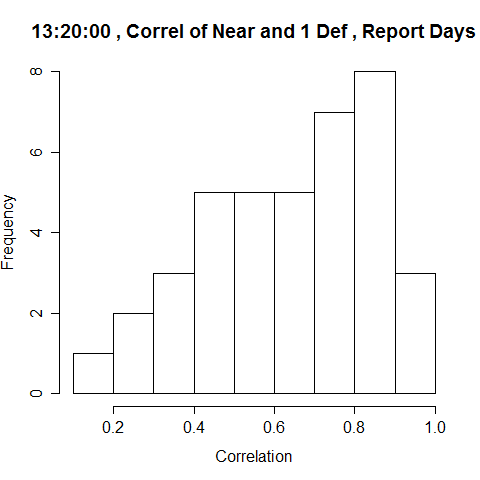 13:20:00 , Correl of Near and 1 Def , Report Days
8
6
4
2
0
Frequency
0.2 0.4 0.6 0.8 1.0
Correlation